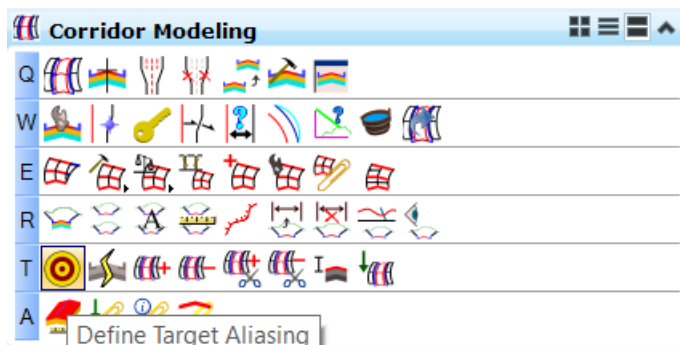 Corridor Modeling
Q
W
E
R
A
T
I
A
Define Target Aliasing